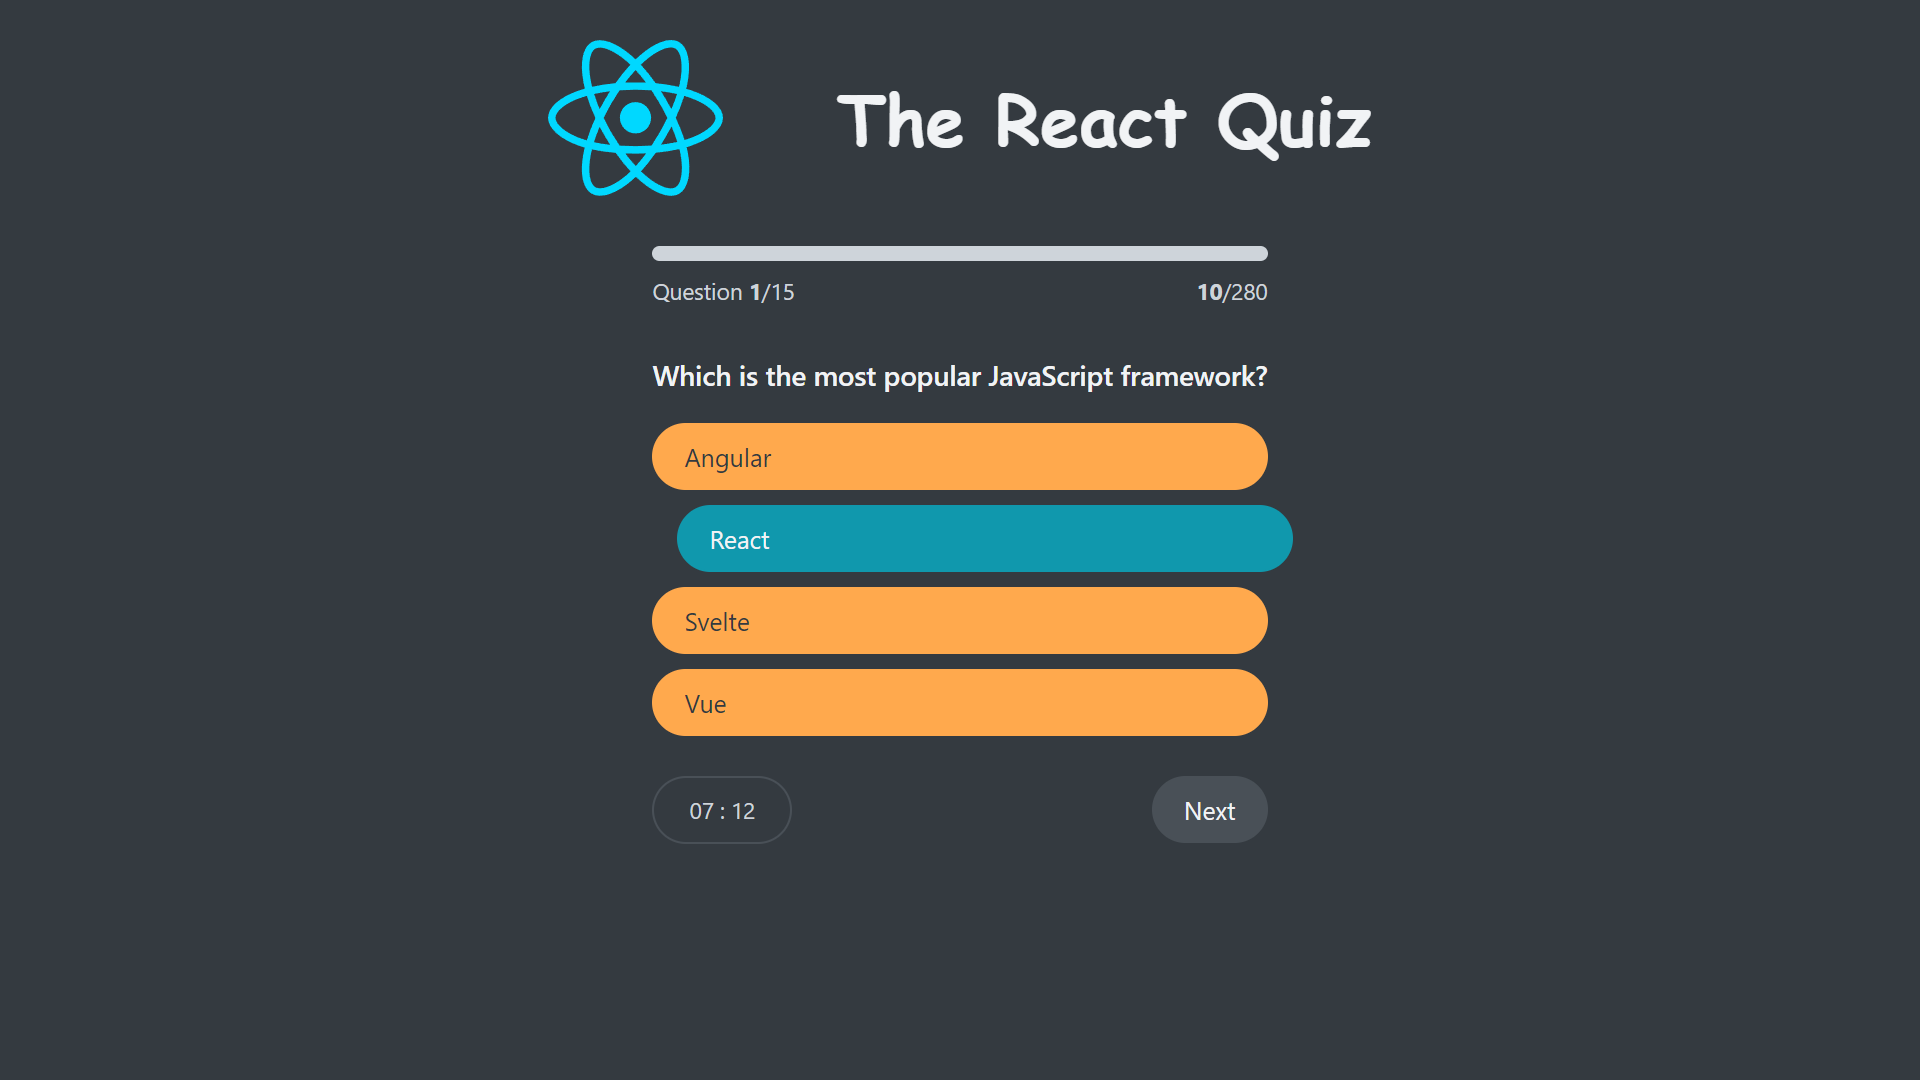 The React Quiz
Question 1/15
10/280
Which is the most popular JavaScript framework?
Angular
React
Svelte
Vue
07 : 12
Next